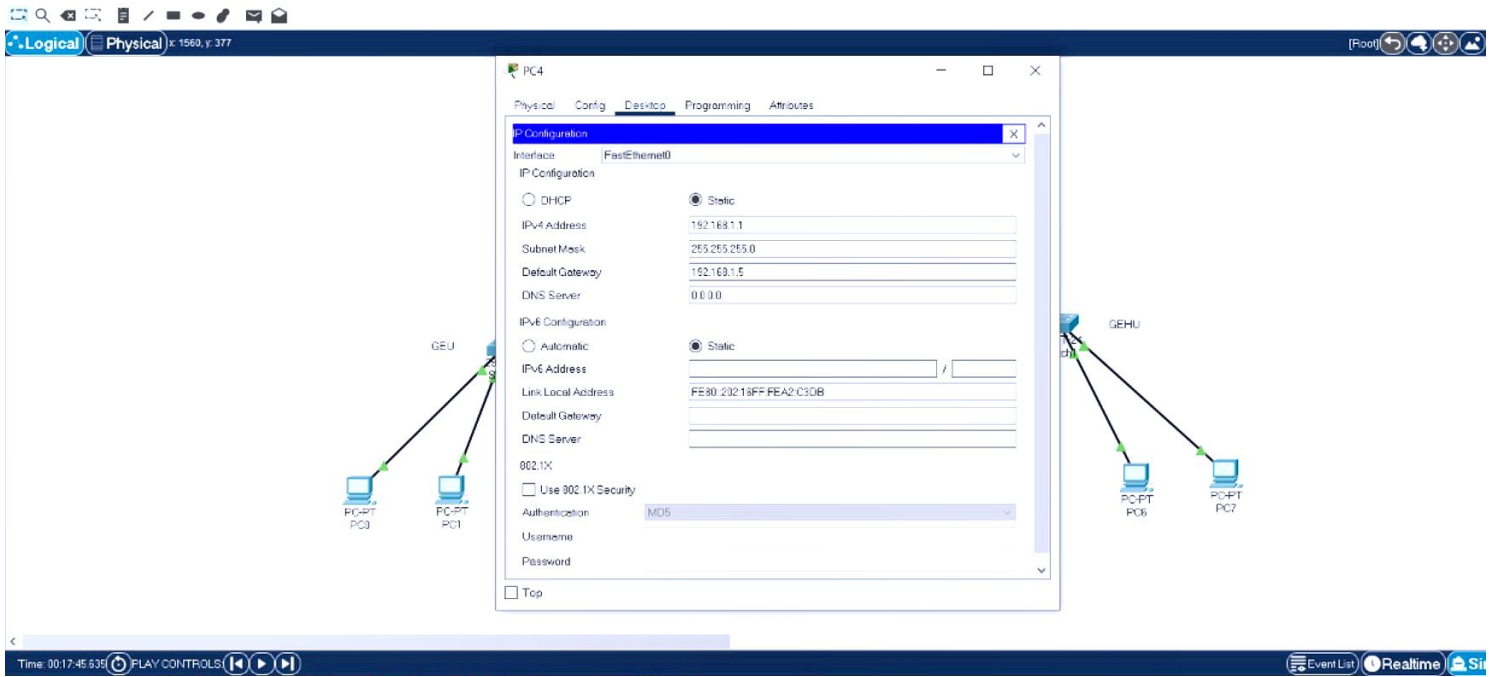 Logical Physical x: 1560, y: 377 [Root]
PC4
Physical Config Desktop Programming Attributes
IP Configuration X
Interface FastEthernet0
IP Configuration
DHCP Static
IPv4 Address 192.168.1.1
Subnet Mask 255.255.255.0
Default Gateway 192.168.1.5
DNS Server 0.0.0.0
IPv6 Configuration
Automatic Static
IPv6 Address /
Link Local Address FE80::202:16FF:FEA2:C3DB
Default Gateway
DNS Server
802.1X
Use 802.1X Security
Authentication MD5
Username
Password
Top
GEU
PC-PT
PC0
PC-PT
PC1
GEHU
PC-PT
PC6
PC-PT
PC7
Time: 00:17:45.635 PLAY CONTROLS: Event List Realtime